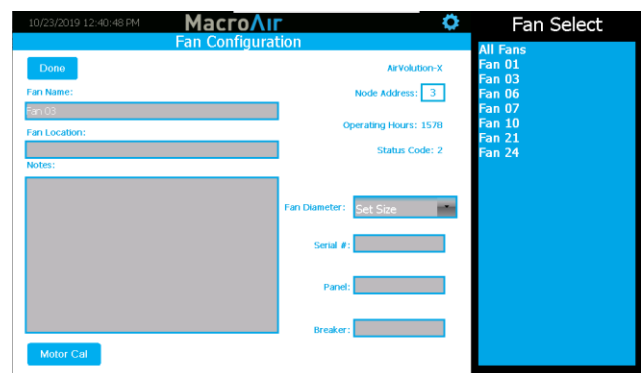 10/23/2019 12:40:48 PM
MacroAir
Fan Configuration
Done
AirVolution-X
Fan Name:
Node Address: 3
Fan 03
Operating Hours: 1578
Fan Location:
Status Code: 2
Notes:
Fan Diameter: Set Size
Serial #:
Panel:
Breaker:
Motor Cal
Fan Select
All Fans
Fan 01
Fan 03
Fan 06
Fan 07
Fan 10
Fan 21
Fan 24